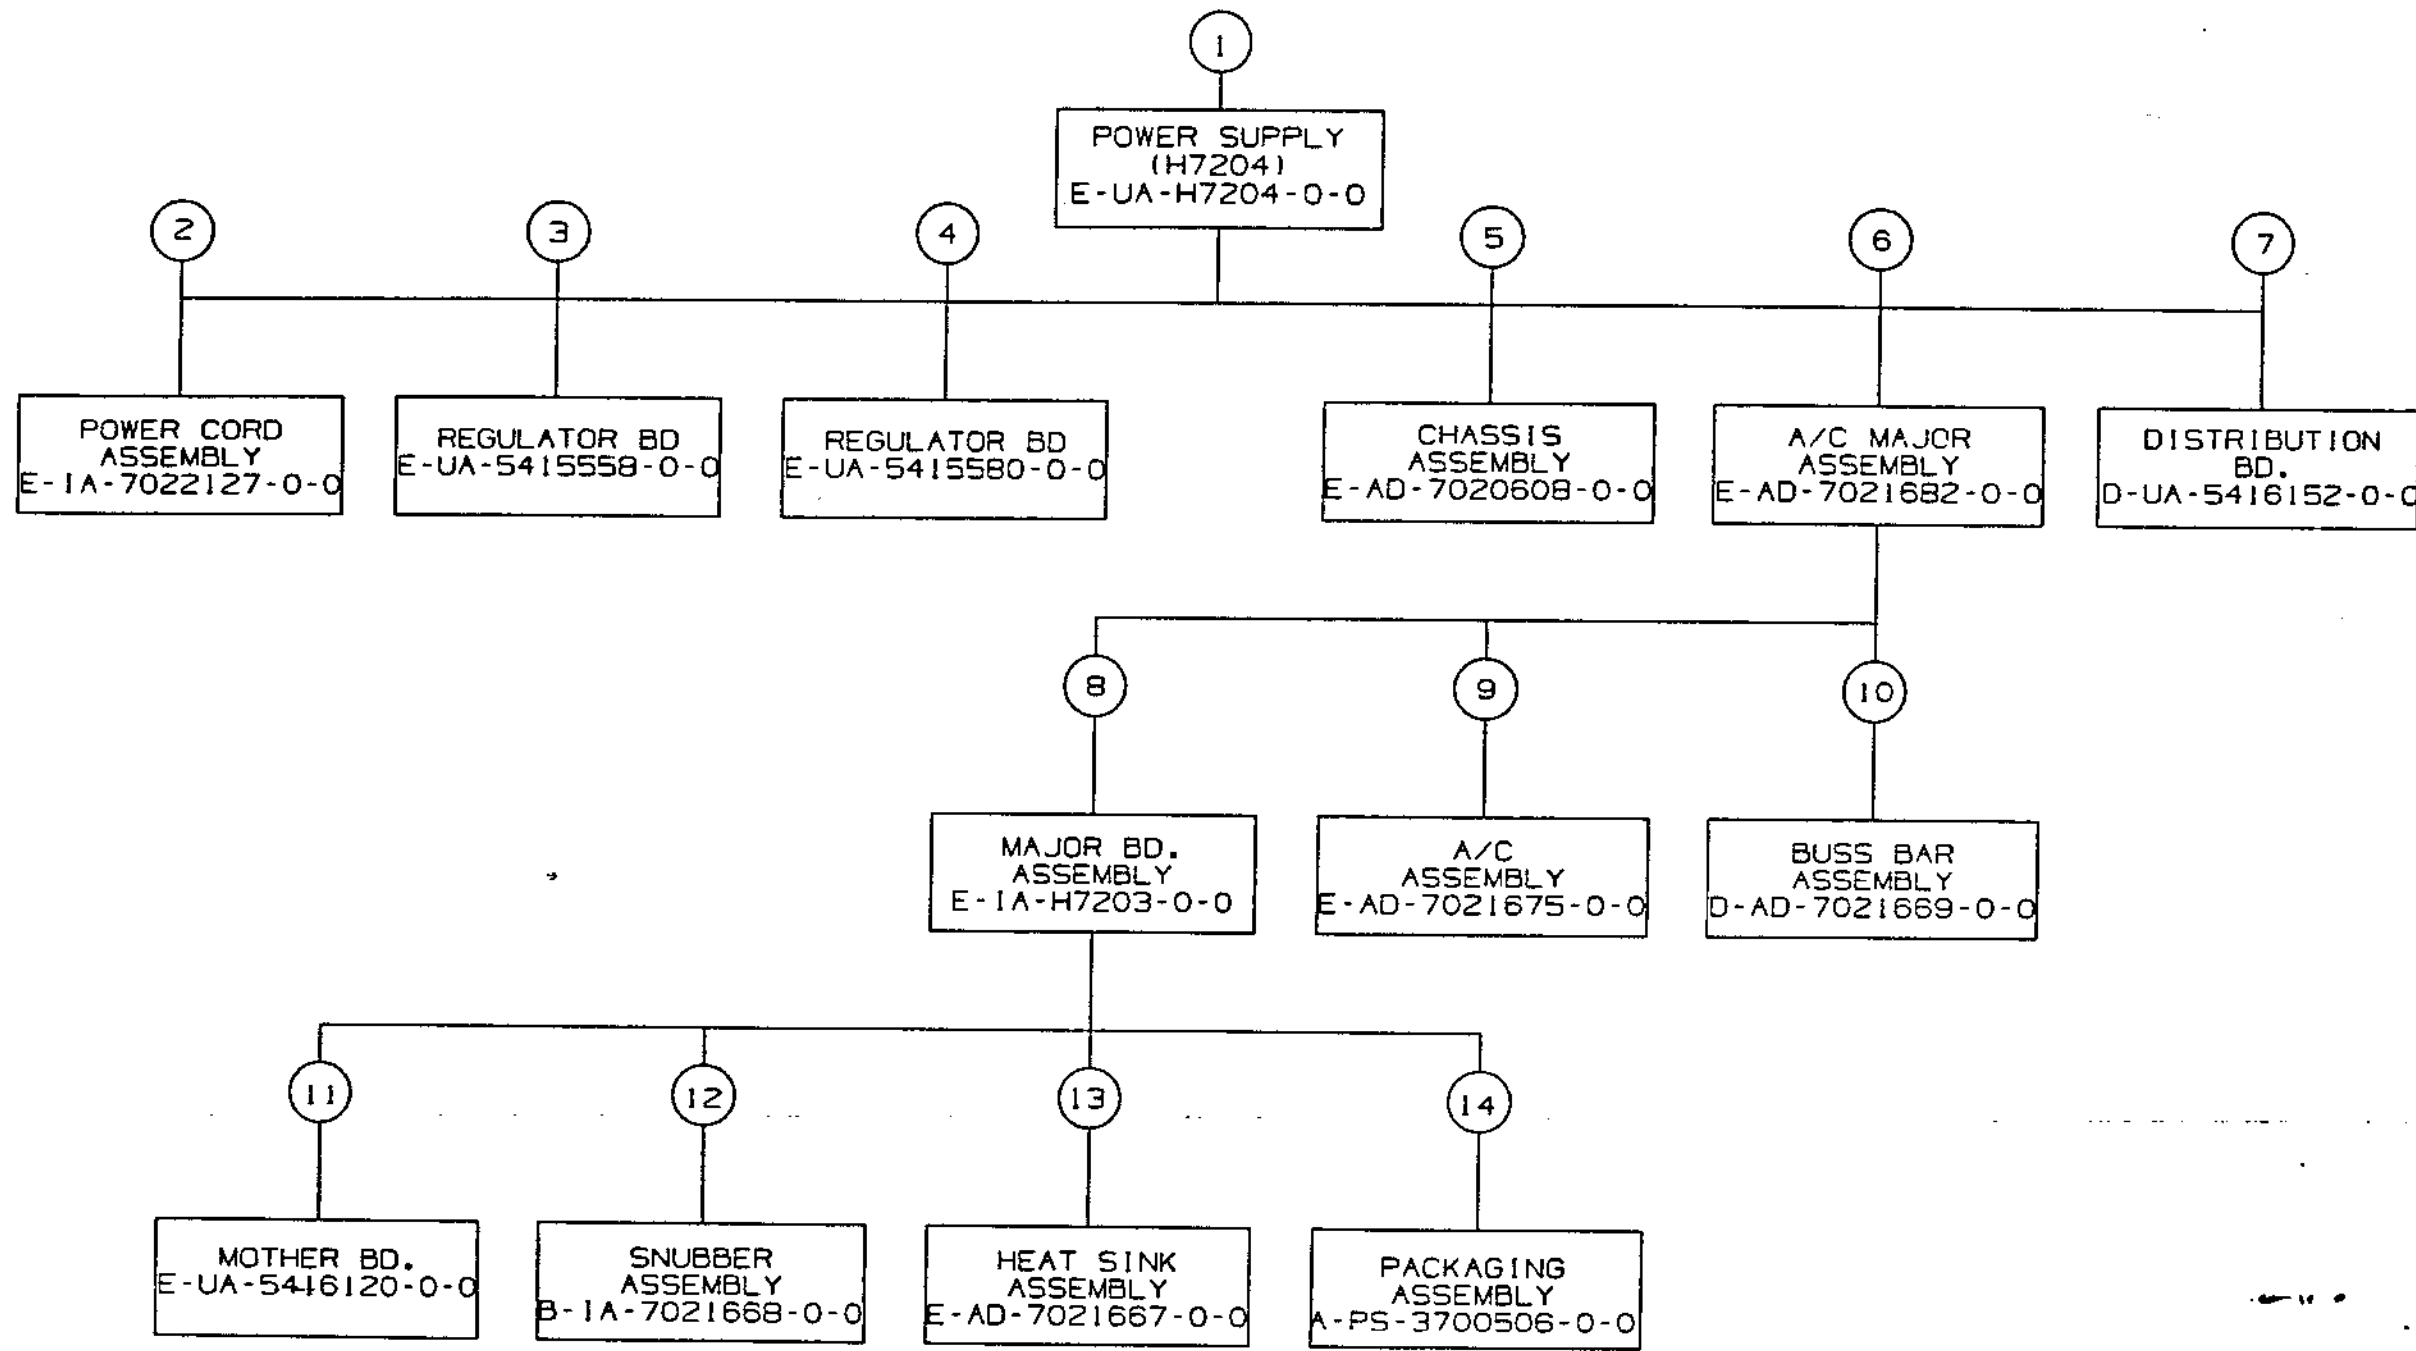 1
POWER SUPPLY
(H7204)
E-UA-H7204-0-0
2
3
4
5
6
7
POWER CORD
ASSEMBLY
E-IA-7022127-0-0
REGULATOR BD
E-UA-5415558-0-0
REGULATOR BD
E-UA-5415580-0-0
CHASSIS
ASSEMBLY
E-AD-7020608-0-0
A/C MAJOR
ASSEMBLY
E-AD-7021682-0-0
DISTRIBUTION
BD.
D-UA-5416152-0-0
8
9
10
MAJOR BD.
ASSEMBLY
E-IA-H7203-0-0
A/C
ASSEMBLY
E-AD-7021675-0-0
BUSS BAR
ASSEMBLY
D-AD-7021669-0-0
11
12
13
14
MOTHER BD.
E-UA-5416120-0-0
SNUBBER
ASSEMBLY
B-IA-7021668-0-0
HEAT SINK
ASSEMBLY
E-AD-7021667-0-0
PACKAGING
ASSEMBLY
A-PS-3700506-0-0